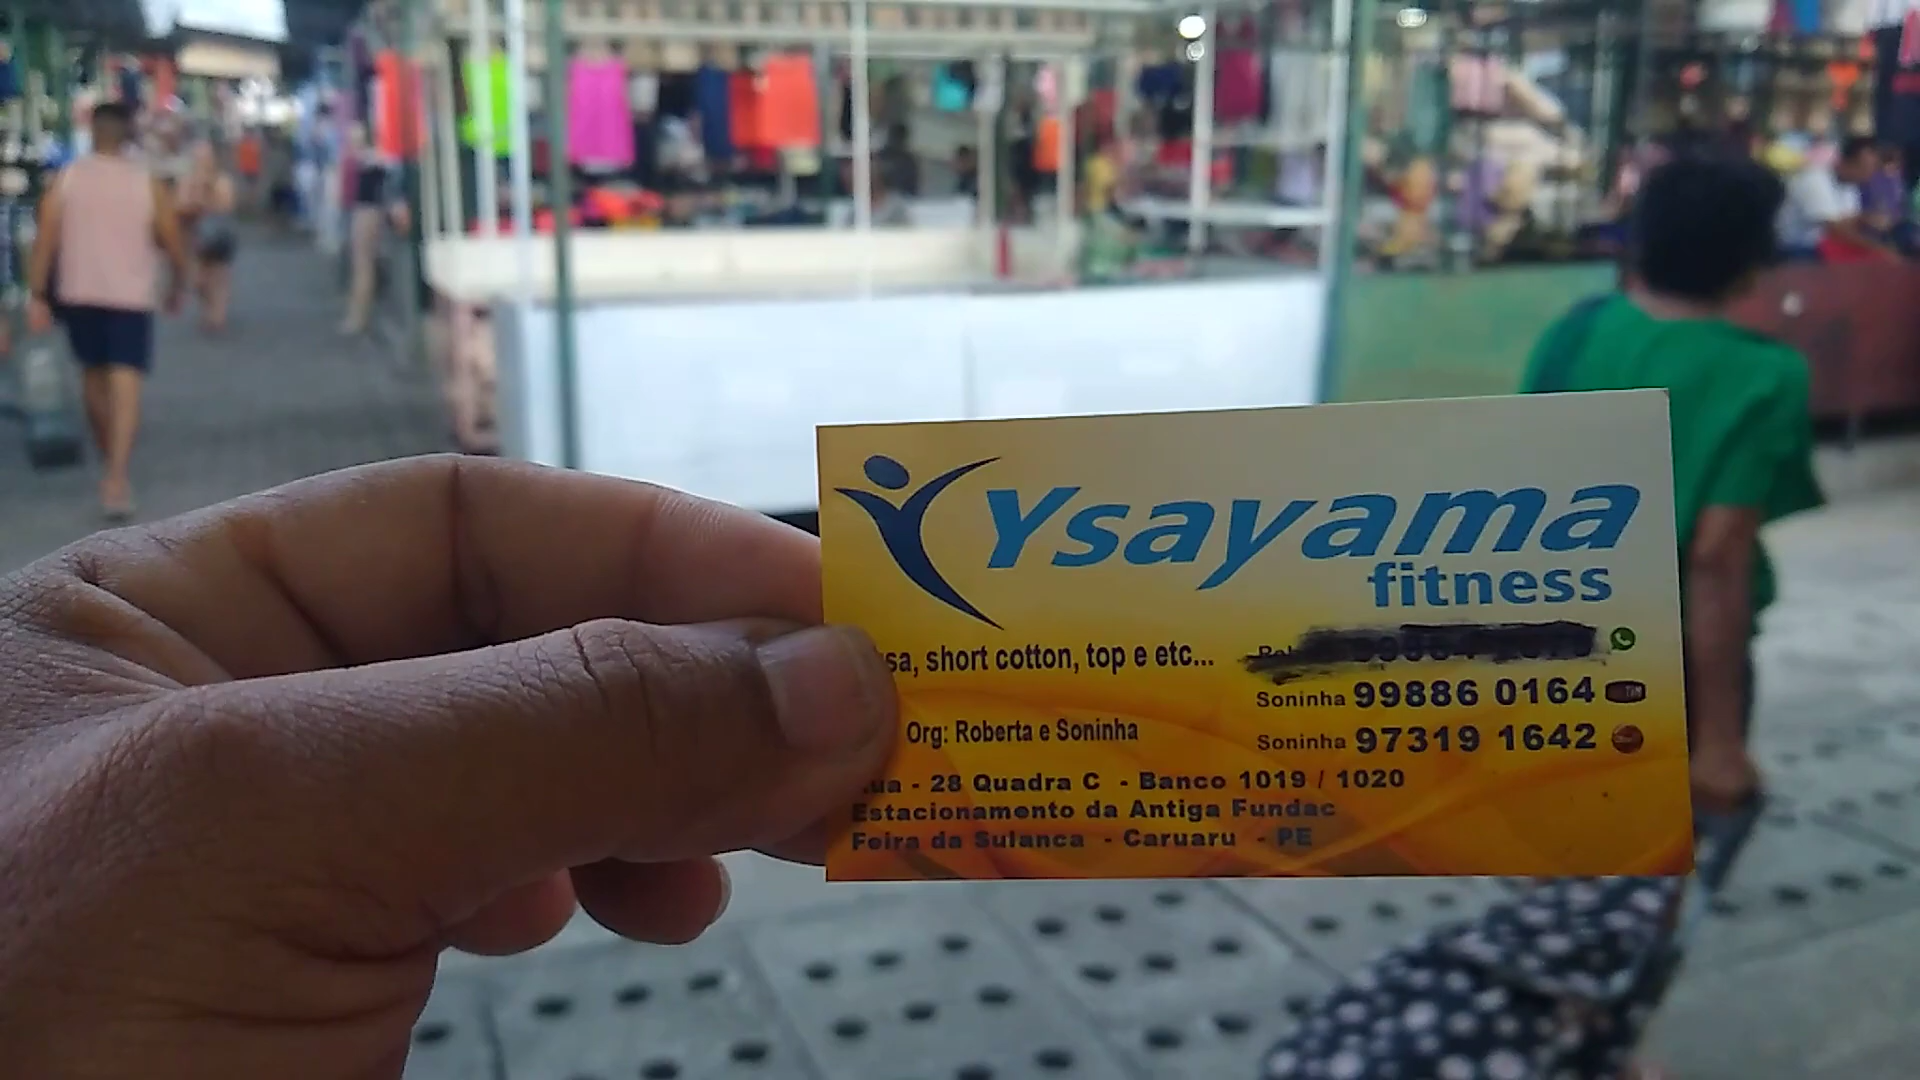 Ysayama
fitness
short cotton, top e etc...
Soninha 99886 0164 TIM
Soninha 97319 1642
Org: Roberta e Soninha
- 28 Quadra C - Banco 1019 / 1020
Estacionamento da Antiga Fundac
Feira da Sulanca - Caruaru - PE